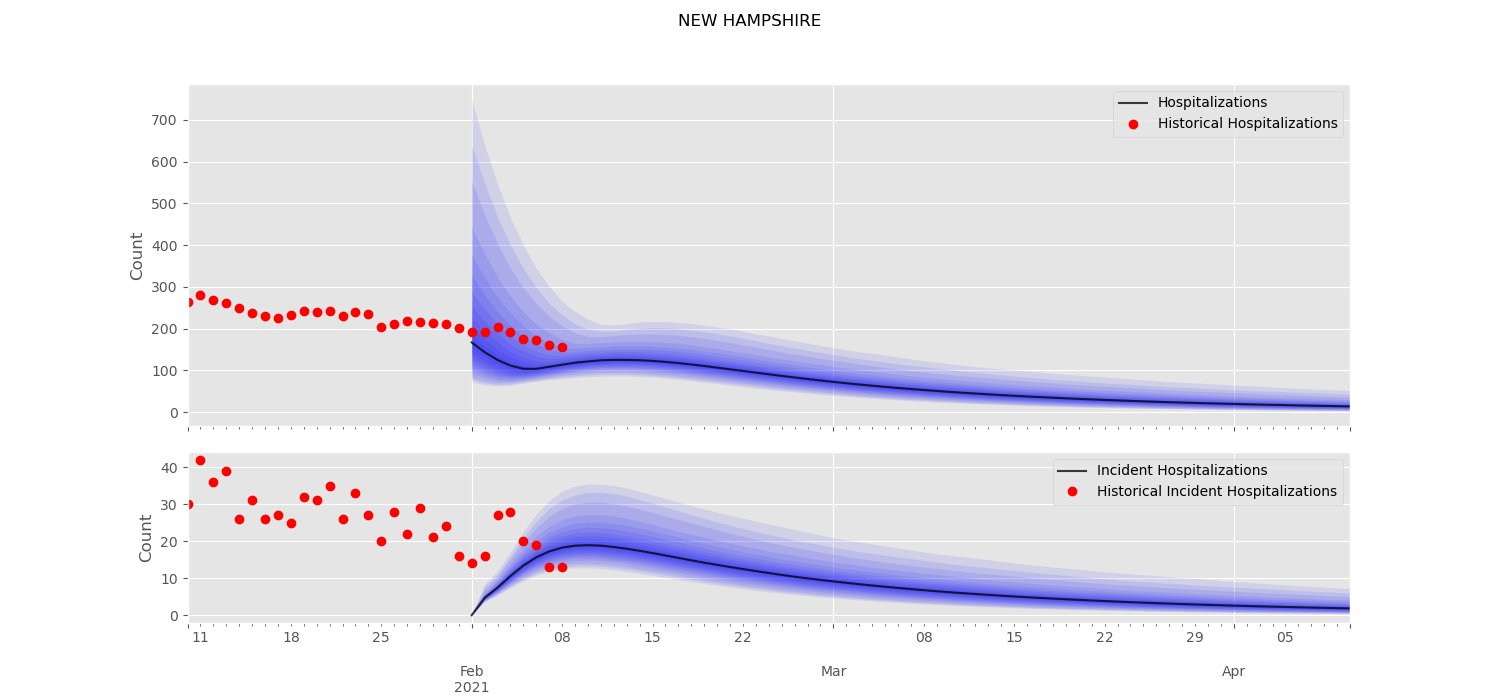 NEW HAMPSHIRE
Hospitalizations
Historical Hospitalizations
Count
700
600
500
400
300
200
100
0
Incident Hospitalizations
Historical Incident Hospitalizations
Count
40
30
20
10
0
11 18 25 08 15 22 08 15 22 29 05
Feb Mar Apr
2021